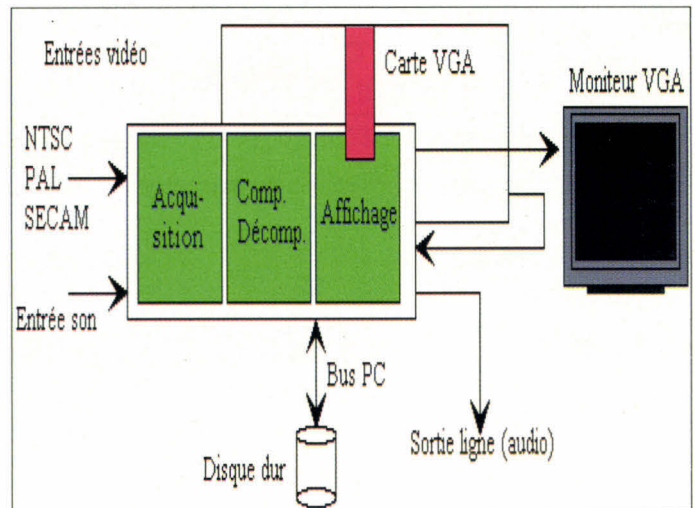 Entrées vidéo
Carte VGA
Moniteur VGA
NTSC
PAL
SECAM
Acqui-
sition
Comp.
Décomp.
Affichage
Entrée son
Bus PC
Disque dur
Sortie ligne (audio)